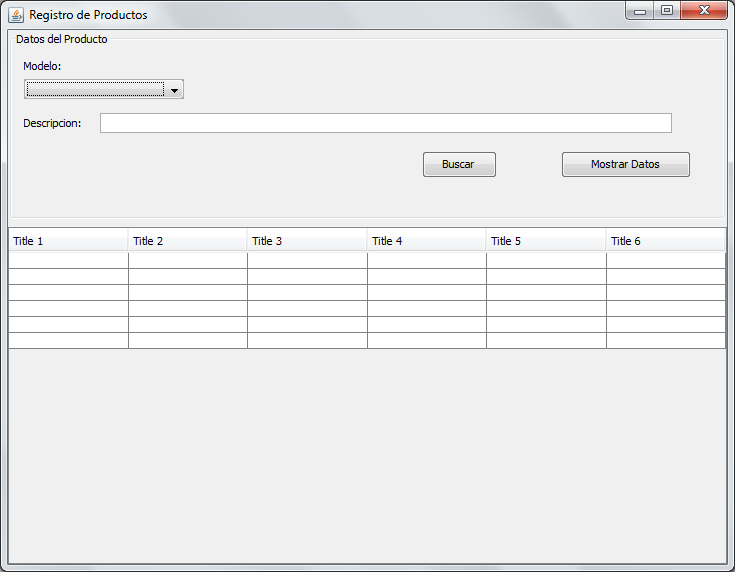 Registro de Productos
Datos del Producto
Modelo:
Descripcion:
Buscar Mostrar Datos
Title 1 Title 2 Title 3 Title 4 Title 5 Title 6